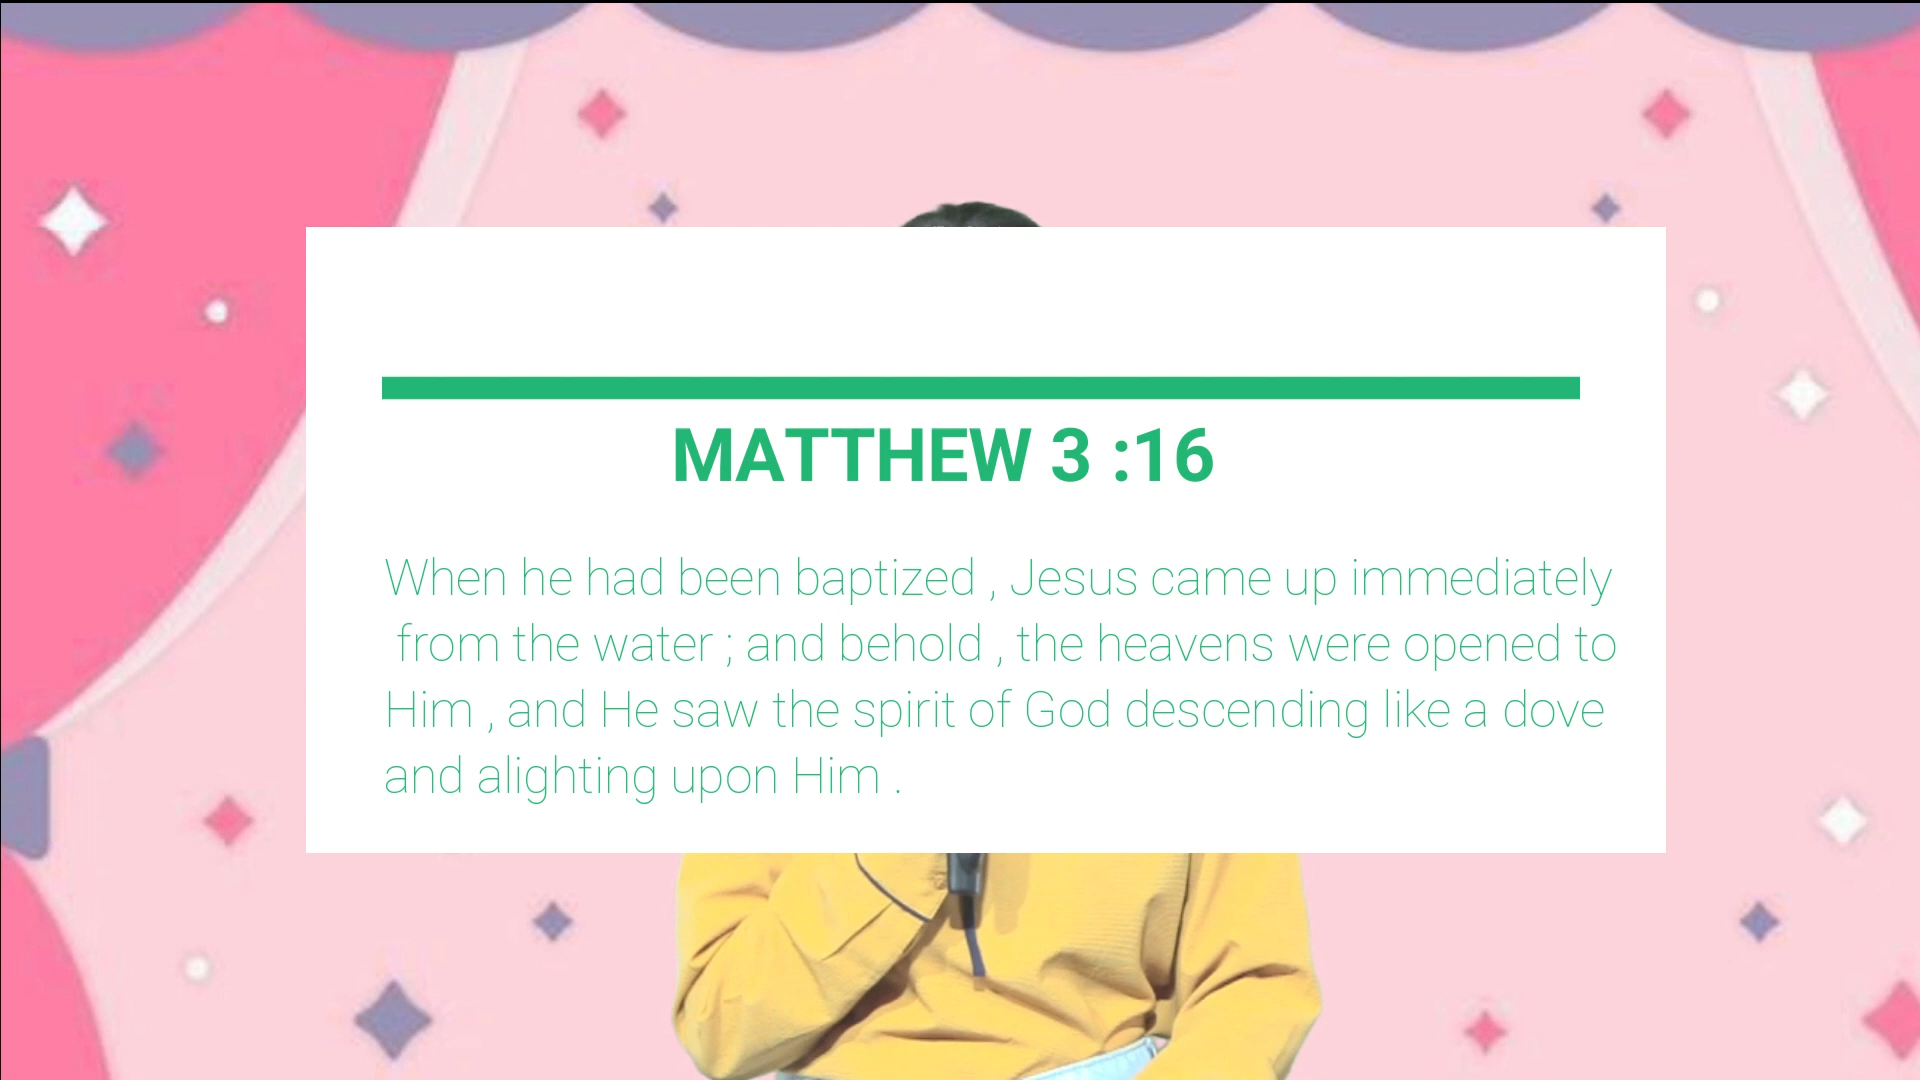 MATTHEW 3 :16
When he had been baptized , Jesus came up immediately
from the water ; and behold , the heavens were opened to
Him , and He saw the spirit of God descending like a dove
and alighting upon Him .